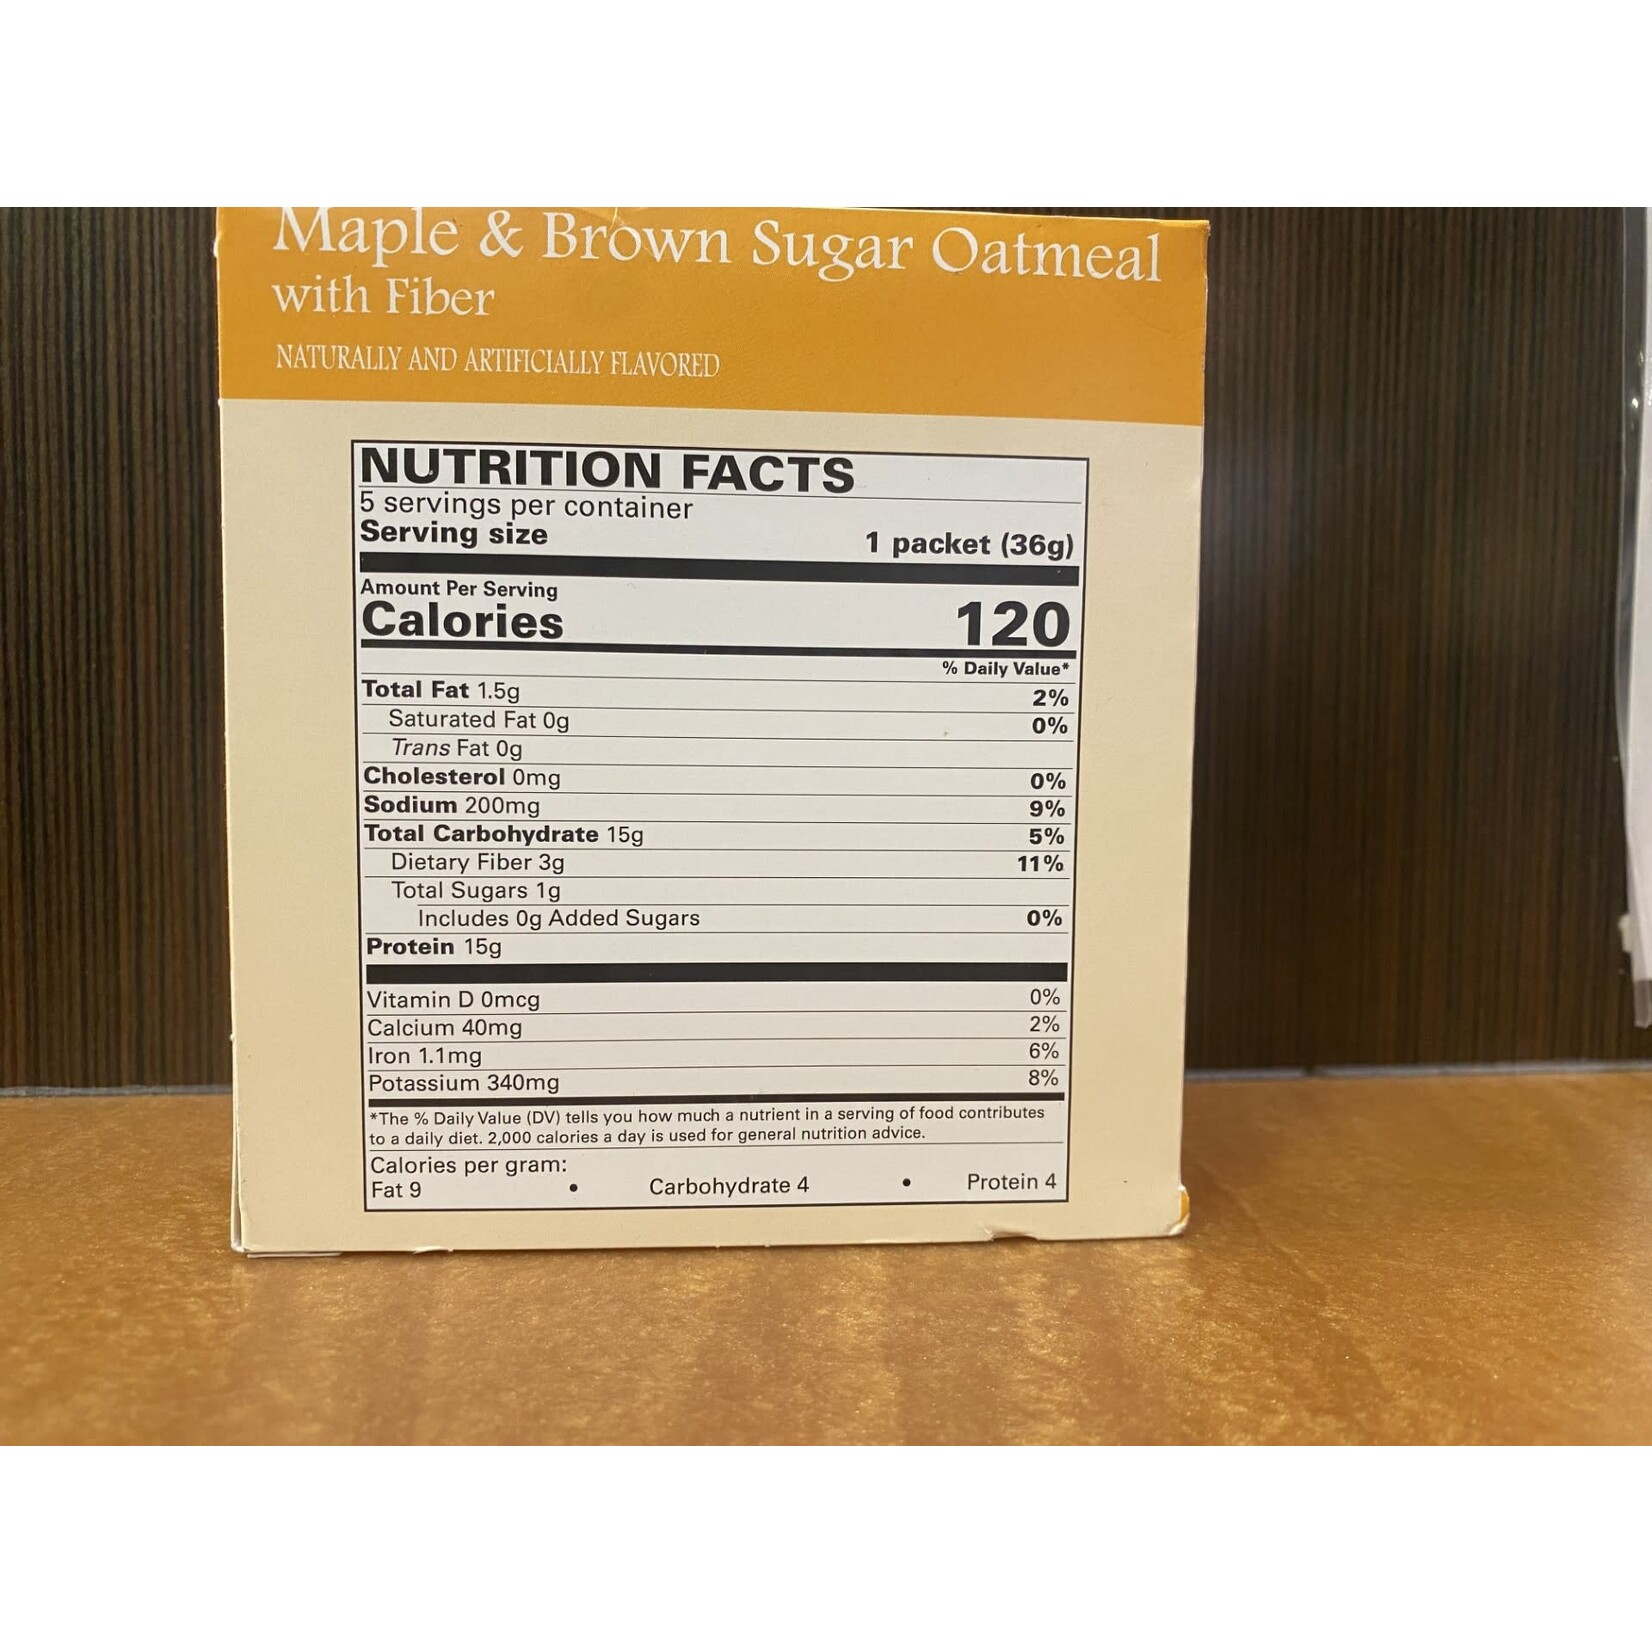 Maple & Brown Sugar Oatmeal
with Fiber
NATURALLY AND ARTIFICIALLY FLAVORED
NUTRITION FACTS
5 servings per container
Serving size 1 packet (36g)
Amount Per Serving
Calories 120
% Daily Value*
Total Fat 1.5g 2%
Saturated Fat 0g 0%
Trans Fat 0g
Cholesterol 0mg 0%
Sodium 200mg 9%
Total Carbohydrate 15g 5%
Dietary Fiber 3g 11%
Total Sugars 1g
Includes 0g Added Sugars 0%
Protein 15g
Vitamin D 0mcg 0%
Calcium 40mg 2%
Iron 1.1mg 6%
Potassium 340mg 8%
*The % Daily Value (DV) tells you how much a nutrient in a serving of food contributes
to a daily diet. 2,000 calories a day is used for general nutrition advice.
Calories per gram:
Fat 9 • Carbohydrate 4 • Protein 4